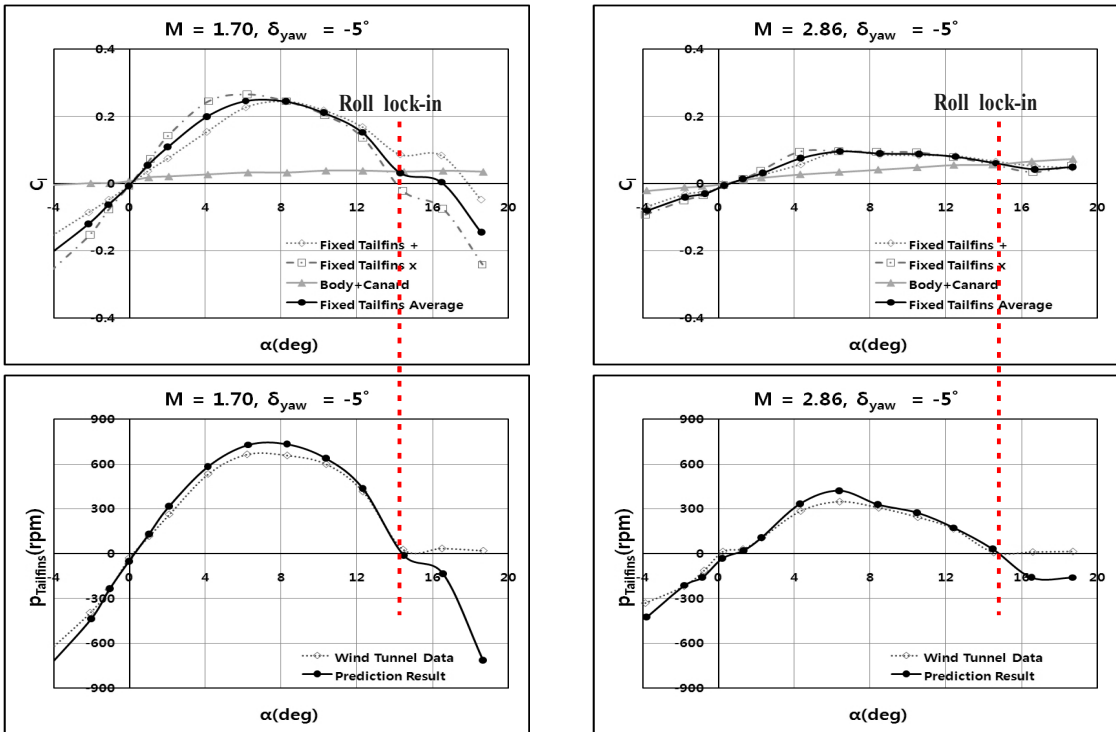 M = 1.70, δyaw = -5°
0.4
0.2
0
-0.2
-0.4
-4 0 4 8 12 16 20
Cl
α(deg)
Roll lock-in
Fixed Tailfins +
Fixed Tailfins x
Body+Canard
Fixed Tailfins Average
M = 2.86, δyaw = -5°
0.4
0.2
0
-0.2
-0.4
-4 0 4 8 12 16 20
Cl
α(deg)
Roll lock-in
Fixed Tailfins +
Fixed Tailfins x
Body+Canard
Fixed Tailfins Average
M = 1.70, δyaw = -5°
900
600
300
0
-300
-600
-900
-4 0 4 8 12 16 20
pTailfins(rpm)
α(deg)
Wind Tunnel Data
Prediction Result
M = 2.86, δyaw = -5°
900
600
300
0
-300
-600
-900
-4 0 4 8 12 16 20
pTailfins(rpm)
α(deg)
Wind Tunnel Data
Prediction Result